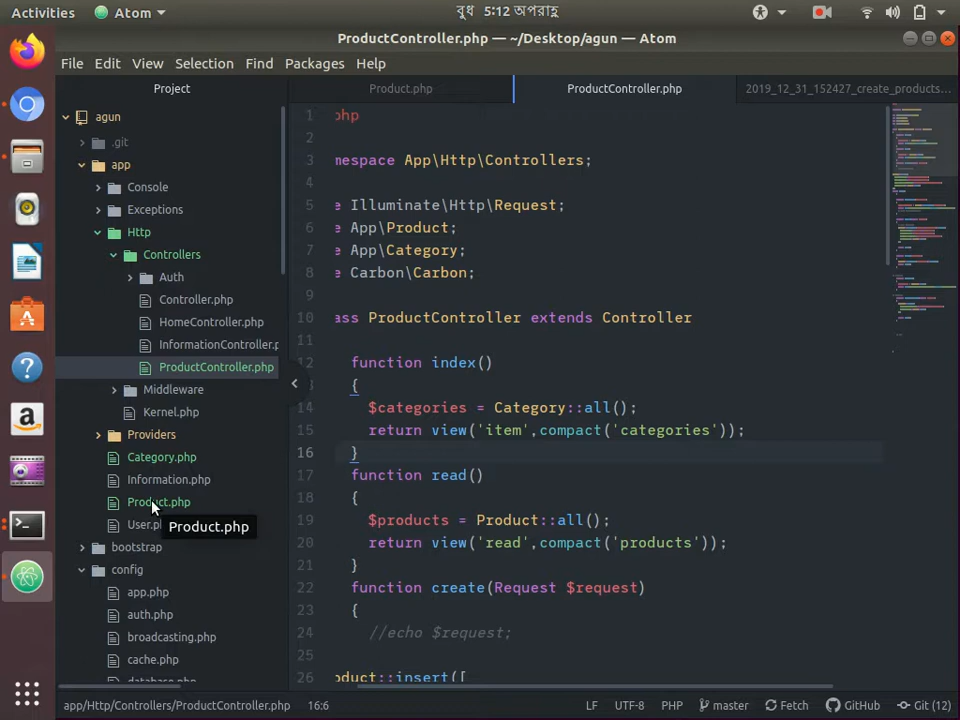 Activities
Atom
বুধ 5:12 অপরাহ্ণ
ProductController.php — ~/Desktop/agun — Atom
File Edit View Selection Find Packages Help
Project
Product.php
ProductController.php
2019_12_31_152427_create_products...
agun
.git
app
Console
Exceptions
Http
Controllers
Auth
Controller.php
HomeController.php
InformationController.p
ProductController.php
Middleware
Kernel.php
Providers
Category.php
Information.php
Product.php
User.p
Product.php
bootstrap
config
app.php
auth.php
broadcasting.php
cache.php
database.php
1 php
2
3 mespace App\Http\Controllers;
4
5 e Illuminate\Http\Request;
6 e App\Product;
7 e App\Category;
8 e Carbon\Carbon;
9
10 ass ProductController extends Controller
11
12 function index()
{
14 $categories = Category::all();
15 return view('item',compact('categories'));
16 }
17 function read()
18 {
19 $products = Product::all();
20 return view('read',compact('products'));
21 }
22 function create(Request $request)
23 {
24 //echo $request;
25
26 oduct::insert([
app/Http/Controllers/ProductController.php 16:6
LF UTF-8 PHP master Fetch GitHub Git (12)